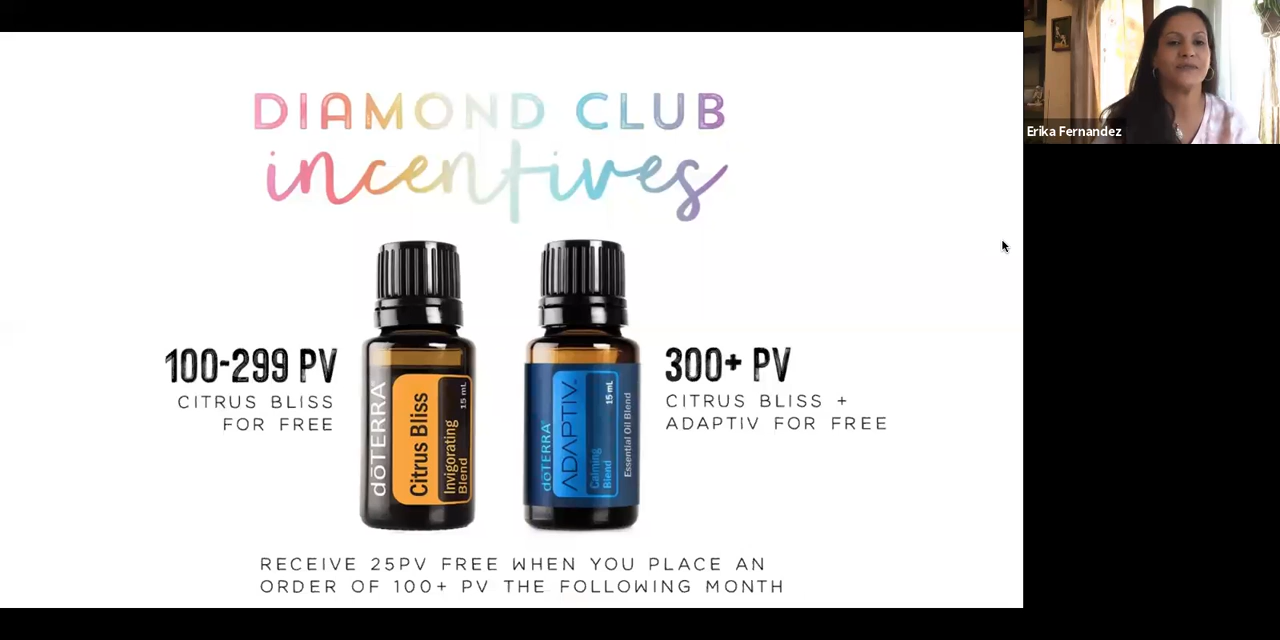 DIAMOND CLUB
incentives
Erika Fernandez
100-299 PV
CITRUS BLISS
FOR FREE
dōTERRA
Citrus Bliss
Invigorating
Blend
15 mL
dōTERRA
ADAPTIV
Calming
Blend
15 mL
Essential Oil Blend
300+ PV
CITRUS BLISS +
ADAPTIV FOR FREE
RECEIVE 25PV FREE WHEN YOU PLACE AN
ORDER OF 100+ PV THE FOLLOWING MONTH